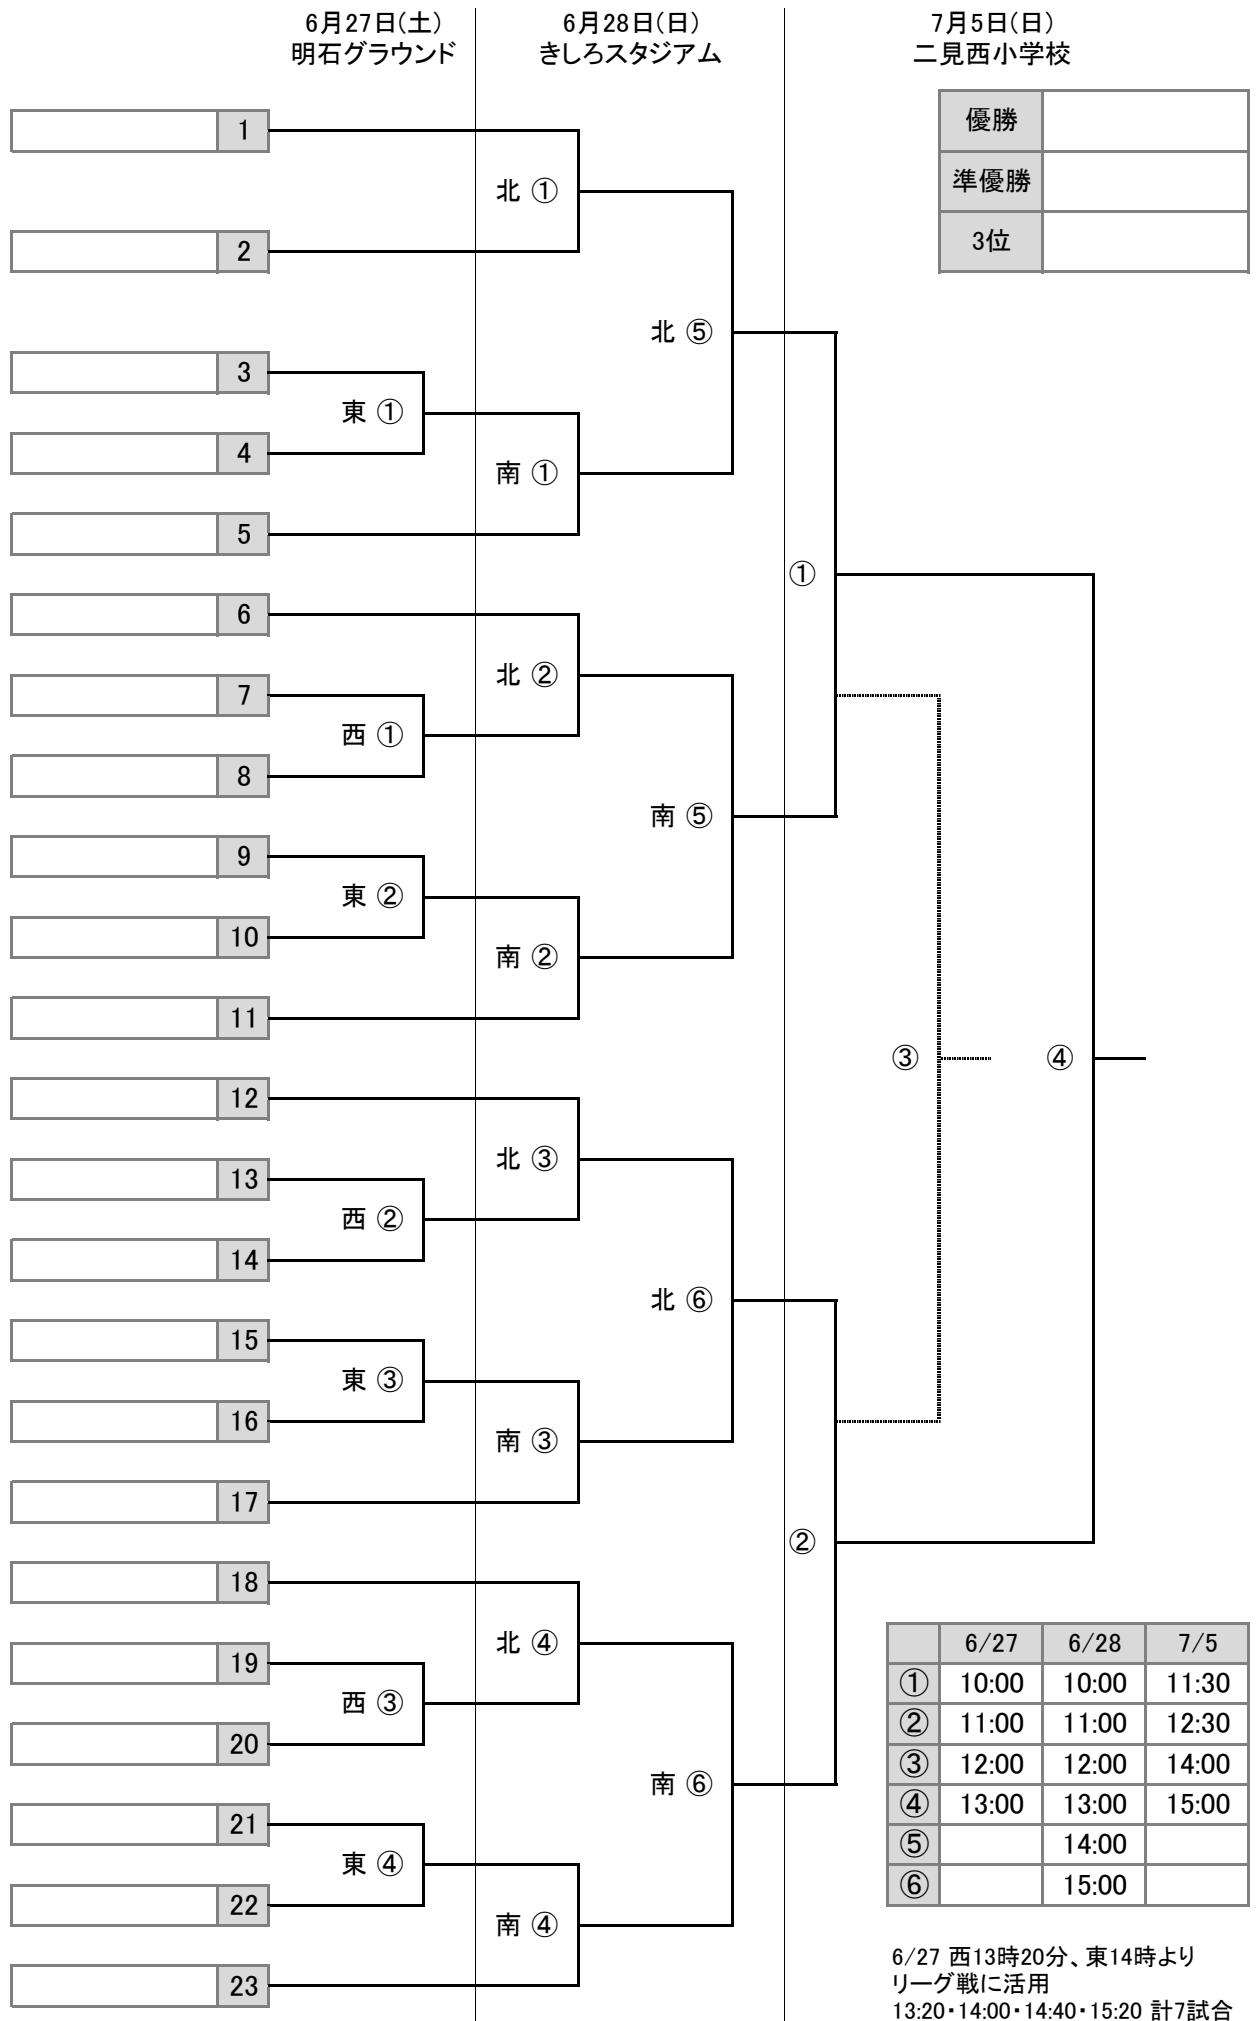 6月27日(土)
明石グラウンド
6月28日(日)
きしろスタジアム
7月5日(日)
二見西小学校
優勝
準優勝
3位
1
北 ①
2
北 ⑤
3
東 ①
4
南 ①
5
①
6
北 ②
7
西 ①
8
南 ⑤
9
東 ②
10
南 ②
11
③
④
12
北 ③
13
西 ②
14
北 ⑥
15
東 ③
16
南 ③
17
②
18
北 ④
19
西 ③
20
南 ⑥
21
東 ④
22
南 ④
23
6/27 6/28 7/5
① 10:00 10:00 11:30
② 11:00 11:00 12:30
③ 12:00 12:00 14:00
④ 13:00 13:00 15:00
⑤ 14:00
⑥ 15:00
6/27 西13時20分、東14時より
リーグ戦に活用
13:20・14:00・14:40・15:20 計7試合